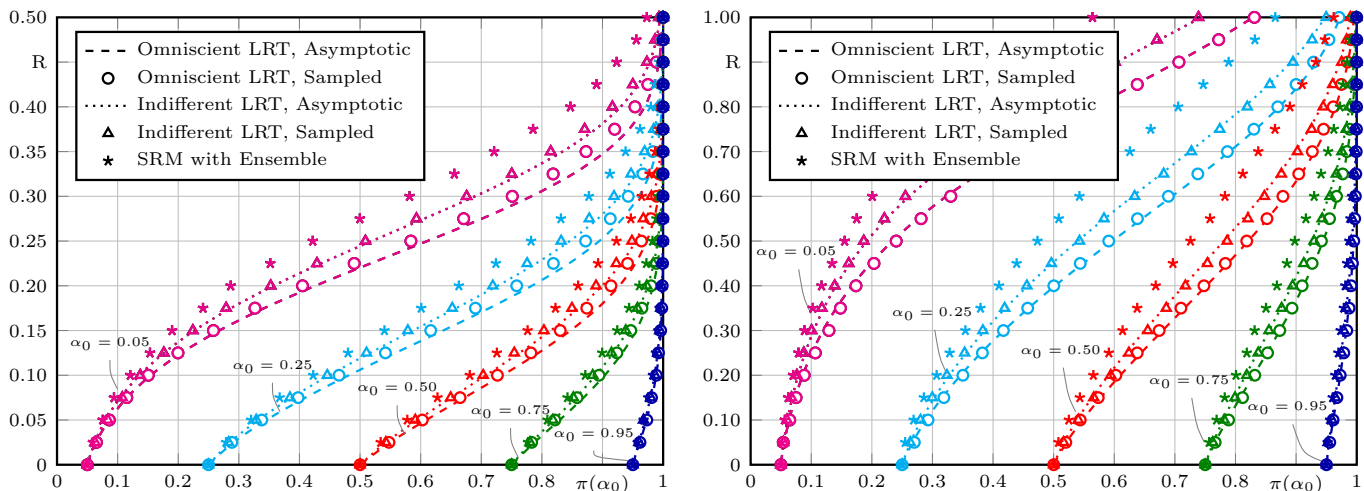 0.50
R
0.40
0.35
0.30
0.25
0.20
0.15
0.10
0.05
0
Omniscient LRT, Asymptotic
Omniscient LRT, Sampled
Indifferent LRT, Asymptotic
Indifferent LRT, Sampled
SRM with Ensemble
α₀ = 0.05
α₀ = 0.25
α₀ = 0.50
α₀ = 0.75
α₀ = 0.95
0 0.1 0.2 0.3 0.4 0.5 0.6 0.7 0.8 π(α₀) 1
1.00
R
0.80
0.70
0.60
0.50
0.40
0.30
0.20
0.10
0
Omniscient LRT, Asymptotic
Omniscient LRT, Sampled
Indifferent LRT, Asymptotic
Indifferent LRT, Sampled
SRM with Ensemble
α₀ = 0.05
α₀ = 0.25
α₀ = 0.50
α₀ = 0.75
α₀ = 0.95
0 0.1 0.2 0.3 0.4 0.5 0.6 0.7 0.8 π(α₀) 1